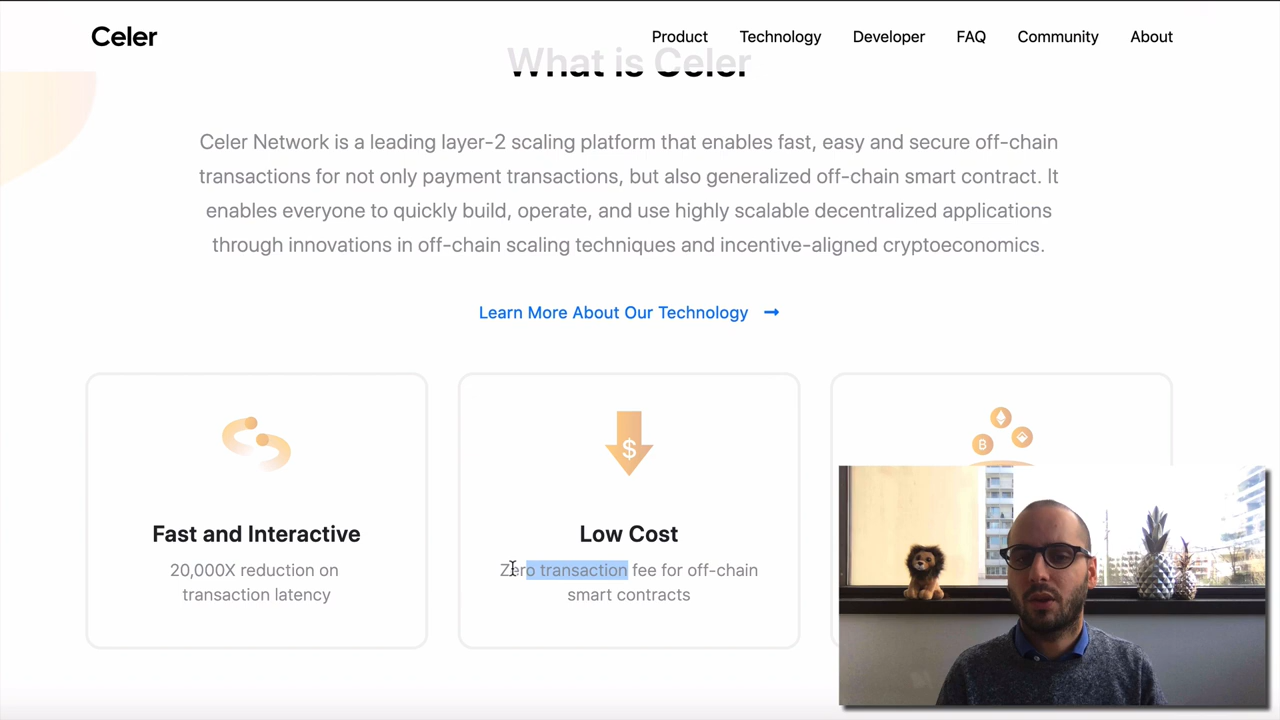 Celer
Product
Technology
Developer
FAQ
Community
About
What is Celer
Celer Network is a leading layer-2 scaling platform that enables fast, easy and secure off-chain
transactions for not only payment transactions, but also generalized off-chain smart contract. It
enables everyone to quickly build, operate, and use highly scalable decentralized applications
through innovations in off-chain scaling techniques and incentive-aligned cryptoeconomics.
Learn More About Our Technology →
Fast and Interactive
20,000X reduction on
transaction latency
$
Low Cost
Zero transaction fee for off-chain
smart contracts
B